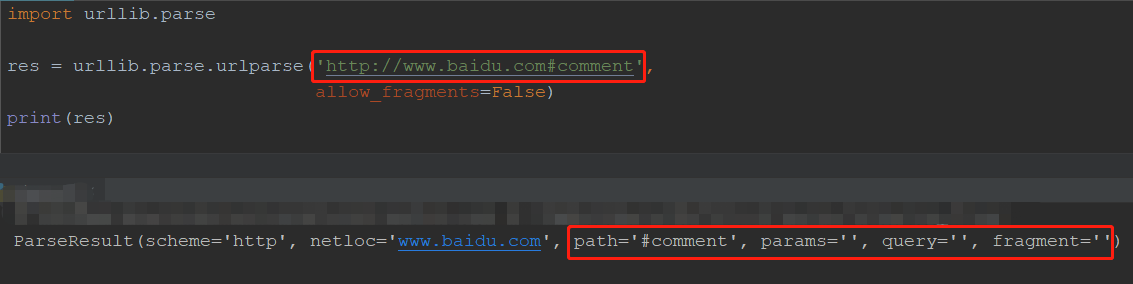 import urllib.parse
res = urllib.parse.urlparse('http://www.baidu.com#comment',
allow_fragments=False)
print(res)
ParseResult(scheme='http', netloc='www.baidu.com', path='#comment', params='', query='', fragment='')